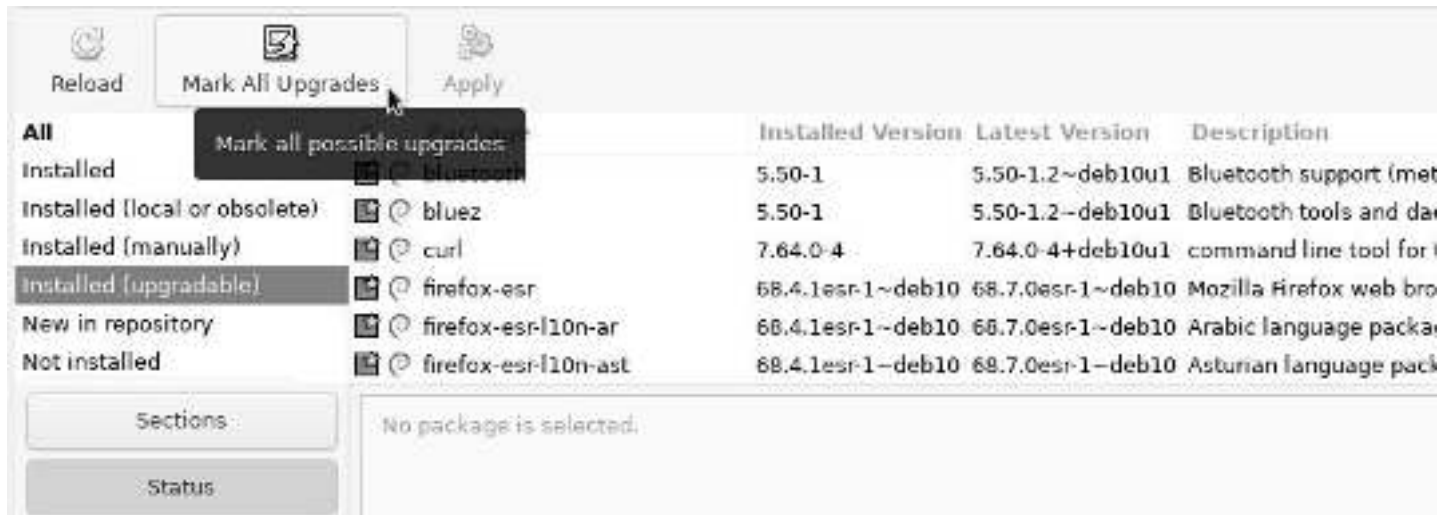 Reload Mark All Upgrades Apply
Mark all possible upgrades
All Installed Version Latest Version Description
Installed bluetooth 5.50-1 5.50-1.2~deb10u1 Bluetooth support (met
Installed (local or obsolete) bluez 5.50-1 5.50-1.2~deb10u1 Bluetooth tools and dae
Installed (manually) curl 7.64.0-4 7.64.0-4+deb10u1 command line tool for
Installed (upgradable) firefox-esr 68.4.1esr-1~deb10 68.7.0esr-1~deb10 Mozilla Firefox web bro
New in repository firefox-esr-l10n-ar 68.4.1esr-1~deb10 68.7.0esr-1~deb10 Arabic language packag
Not installed firefox-esr-l10n-ast 68.4.1esr-1~deb10 68.7.0esr-1~deb10 Asturian language pack
Sections
No package is selected.
Status